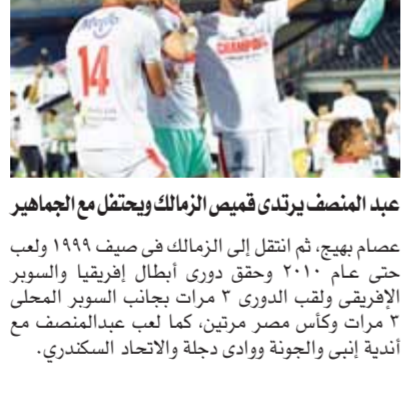 14
CHAMPIONS
عبد المنصف يرتدى قميص الزمالك ويحتفل مع الجماهير
عصام بهيج، ثم انتقل إلى الزمالك فى صيف ١٩٩٩ ولعب
حتى عام ٢٠١٠ وحقق دورى أبطال إفريقيا والسوبر
الإفريقى ولقب الدورى ٣ مرات بجانب السوبر المحلى
٣ مرات وكأس مصر مرتين، كما لعب عبدالمنصف مع
أندية إنبى والجونة ووادى دجلة والاتحاد السكندري.